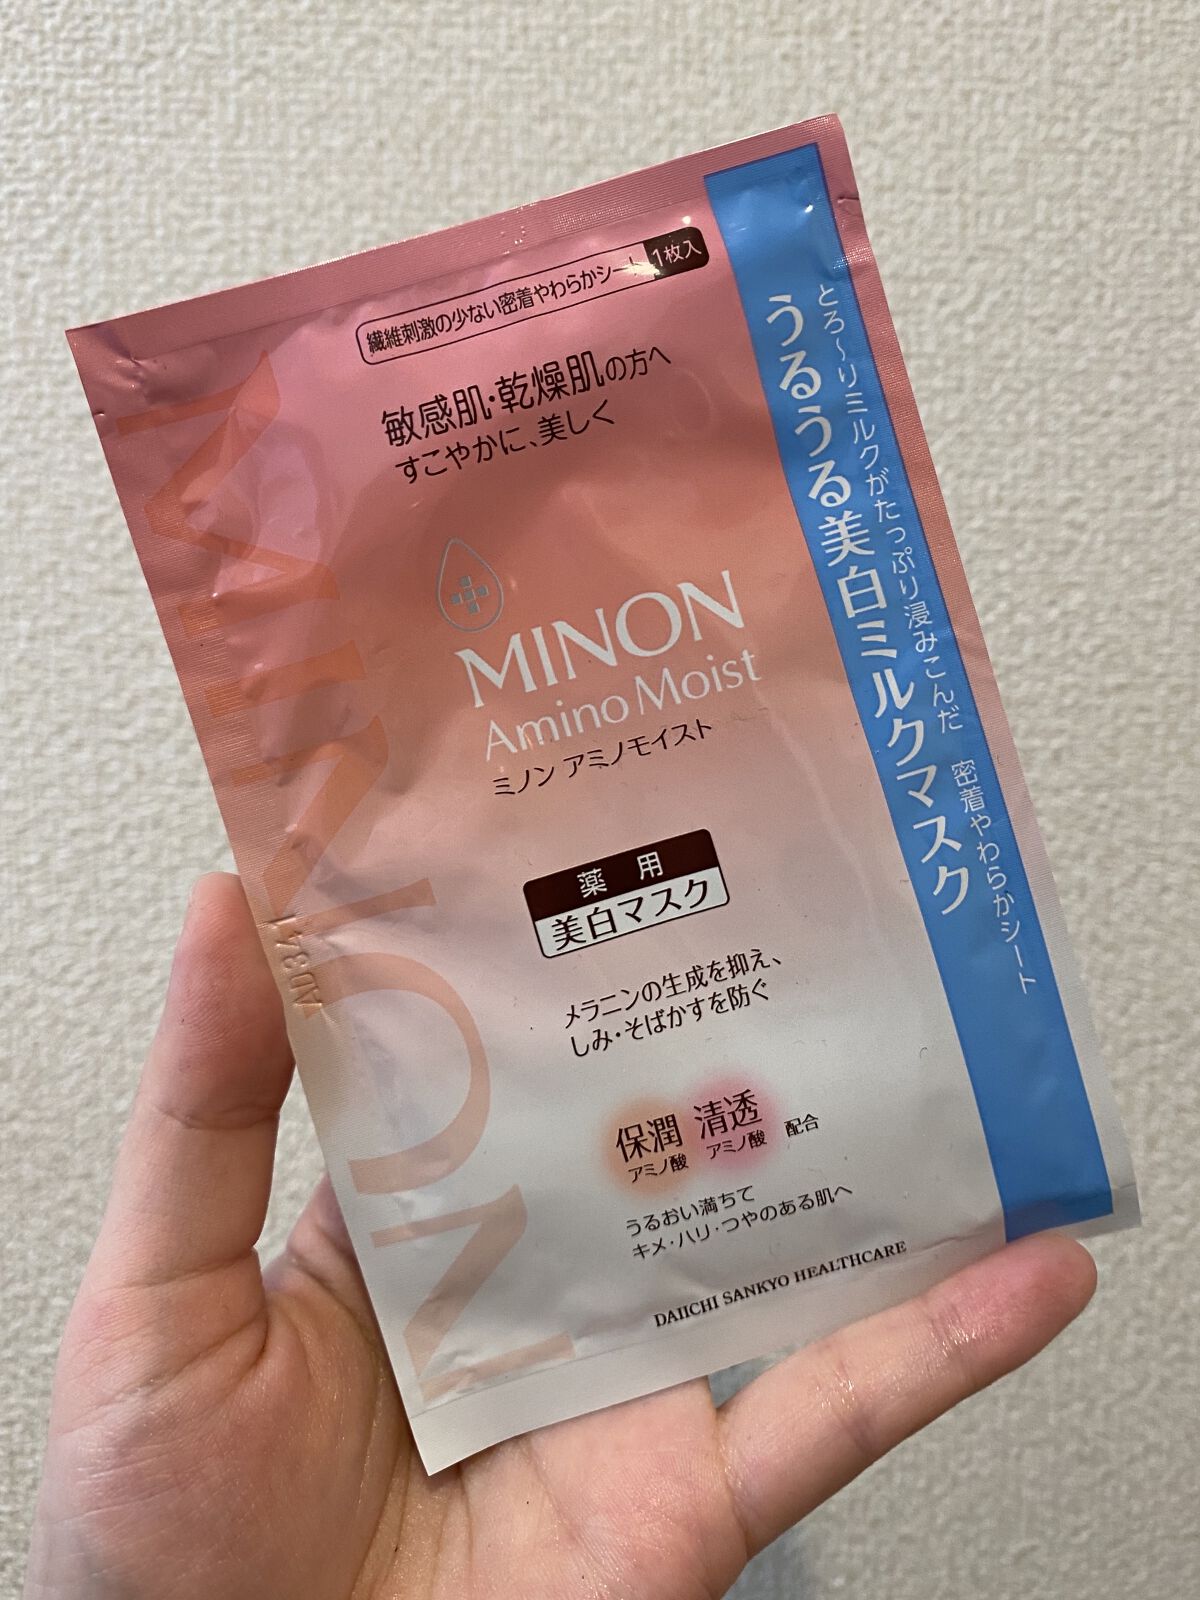 繊維刺激の少ない密着やわらかシート 1枚入
敏感肌・乾燥肌の方へ
すこやかに、美しく
MINON
Amino Moist
ミノン アミノモイスト
薬用
美白マスク
メラニンの生成を抑え、
しみ・そばかすを防ぐ
保潤 清透
アミノ酸 アミノ酸 配合
うるおい満ちて
キメ・ハリ・つやのある肌へ
DAIICHI SANKYO HEALTHCARE
とろ～りミルクがたっぷり浸みこんだ 密着やわらかシート
うるうる美白ミルクマスク
MINON
AU341